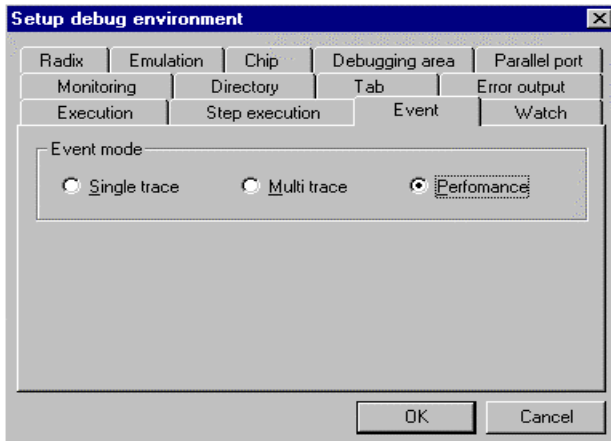 Setup debug environment
Radix Emulation Chip Debugging area Parallel port
Monitoring Directory Tab Error output
Execution Step execution Event Watch
Event mode
Single trace Multi trace Perfomance
OK Cancel